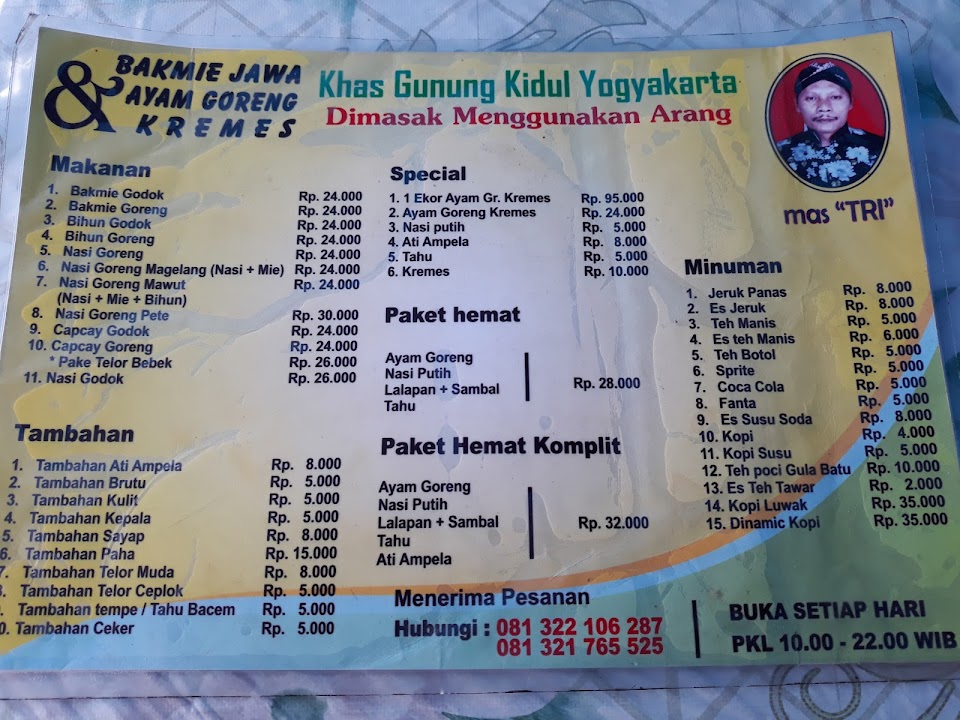 BAKMIE JAWA
& AYAM GORENG
KREMES
Khas Gunung Kidul Yogyakarta
Dimasak Menggunakan Arang
mas "TRI"
Makanan
1. Bakmie Godok Rp. 24.000
2. Bakmie Goreng Rp. 24.000
3. Bihun Godok Rp. 24.000
4. Bihun Goreng Rp. 24.000
5. Nasi Goreng Rp. 24.000
6. Nasi Goreng Magelang (Nasi + Mie) Rp. 24.000
7. Nasi Goreng Mawut Rp. 24.000
(Nasi + Mie + Bihun)
8. Nasi Goreng Pete Rp. 30.000
9. Capcay Godok Rp. 24.000
10. Capcay Goreng Rp. 24.000
* Pake Telor Bebek Rp. 26.000
11. Nasi Godok Rp. 26.000
Tambahan
1. Tambahan Ati Ampela Rp. 8.000
2. Tambahan Brutu Rp. 5.000
3. Tambahan Kulit Rp. 5.000
4. Tambahan Kepala Rp. 5.000
5. Tambahan Sayap Rp. 8.000
6. Tambahan Paha Rp. 15.000
7. Tambahan Telor Muda Rp. 8.000
8. Tambahan Telor Ceplok Rp. 5.000
. Tambahan tempe / Tahu Bacem Rp. 5.000
0. Tambahan Ceker Rp. 5.000
Special
1. 1 Ekor Ayam Gr. Kremes Rp. 95.000
2. Ayam Goreng Kremes Rp. 24.000
3. Nasi putih Rp. 5.000
4. Ati Ampela Rp. 8.000
5. Tahu Rp. 5.000
6. Kremes Rp. 10.000
Paket hemat
Ayam Goreng
Nasi Putih
Lalapan + Sambal Rp. 28.000
Tahu
Paket Hemat Komplit
Ayam Goreng
Nasi Putih
Lalapan + Sambal Rp. 32.000
Tahu
Ati Ampela
Minuman
1. Jeruk Panas Rp. 8.000
2. Es Jeruk Rp. 8.000
3. Teh Manis Rp. 5.000
4. Es teh Manis Rp. 6.000
5. Teh Botol Rp. 5.000
6. Sprite Rp. 5.000
7. Coca Cola Rp. 5.000
8. Fanta Rp. 5.000
9. Es Susu Soda Rp. 8.000
10. Kopi Rp. 4.000
11. Kopi Susu Rp. 5.000
12. Teh poci Gula Batu Rp. 10.000
13. Es Teh Tawar Rp. 2.000
14. Kopi Luwak Rp. 35.000
15. Dinamic Kopi Rp. 35.000
Menerima Pesanan
Hubungi : 081 322 106 287
081 321 765 525
BUKA SETIAP HARI
PKL 10.00 - 22.00 WIB